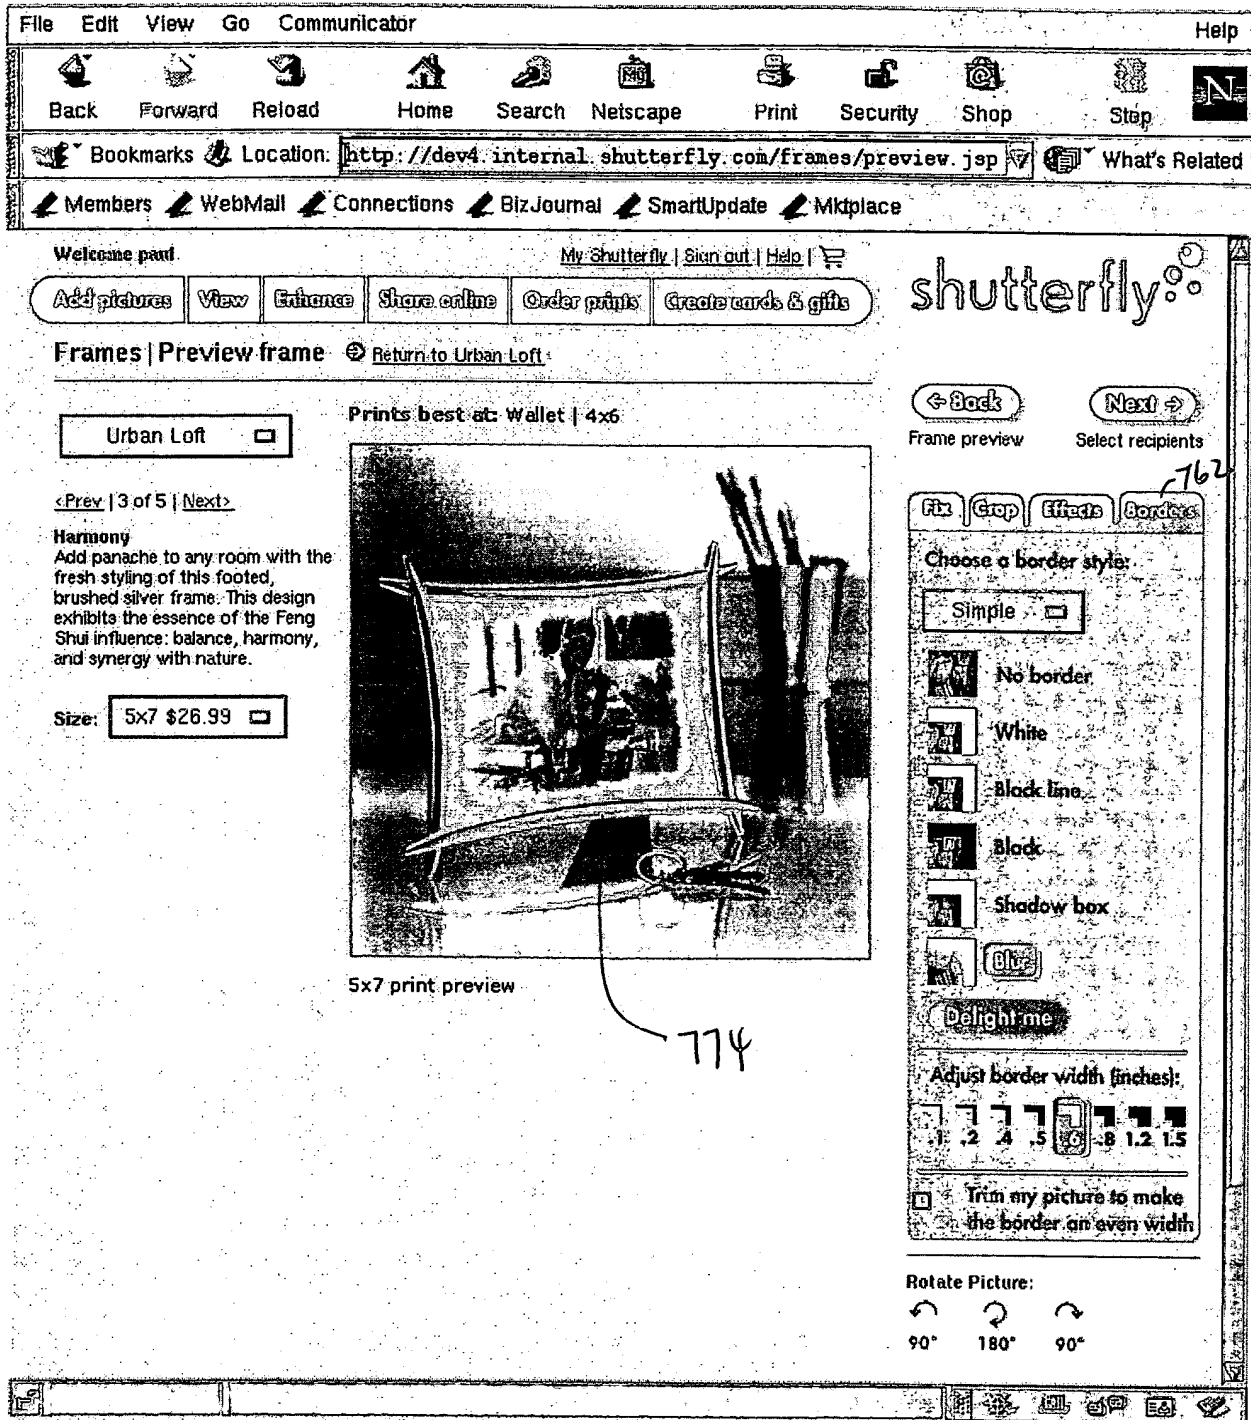 File Edit View Go Communicator Help
Back Forward Reload Home Search Netscape Print Security Shop Stop
N
Bookmarks Location: http://dev4.internal.shutterfly.com/frames/preview.jsp What's Related
Members WebMail Connections BizJournal SmartUpdate Mktplace
Welcome paul My Shutterfly | Sign out | Help |
Add pictures View Enhance Share online Order prints Create cards & gifts
shutterfly
Frames | Preview frame Return to Urban Loft
Back Next
Frame preview Select recipients
Urban Loft
Prints best at: Wallet | 4x6
<Prev | 3 of 5 | Next>
Harmony
Add panache to any room with the
fresh styling of this footed,
brushed silver frame. This design
exhibits the essence of the Feng
Shui influence: balance, harmony,
and synergy with nature.
Size: 5x7 $26.99
5x7 print preview
774
762
Fix Crop Effects Borders
Choose a border style:
Simple
No border
White
Black line
Black
Shadow box
Blur
Delight me
Adjust border width (inches):
.1 .2 .4 .5 .6 .8 1.2 1.5
Trim my picture to make
the border an even width
Rotate Picture:
90° 180° 90°